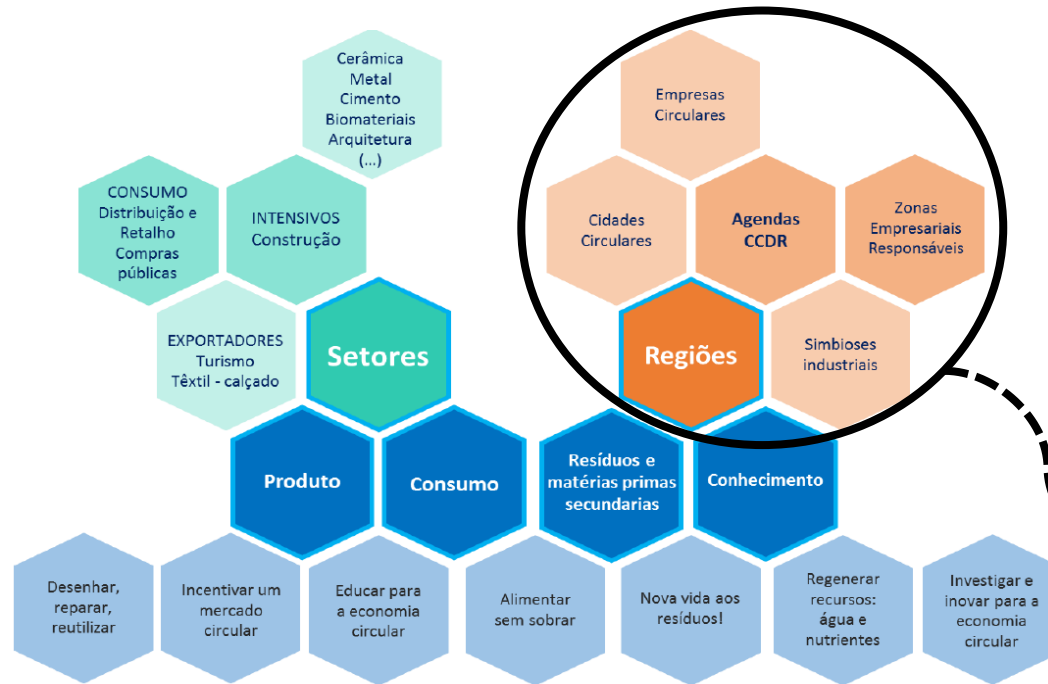 Cerâmica
Metal
Cimento
Biomateriais
Arquitetura
(...)
Empresas
Circulares
CONSUMO
Distribuição e
Retalho
Compras
públicas
INTENSIVOS
Construção
Cidades
Circulares
Agendas
CCDR
Zonas
Empresariais
Responsáveis
EXPORTADORES
Turismo
Têxtil - calçado
Setores
Regiões
Simbioses
industriais
Produto
Consumo
Resíduos e
matérias primas
secundarias
Conhecimento
Desenhar,
reparar,
reutilizar
Incentivar um
mercado
circular
Educar para
a economia
circular
Alimentar
sem sobrar
Nova vida aos
resíduos!
Regenerar
recursos:
água e
nutrientes
Investigar e
inovar para a
economia
circular